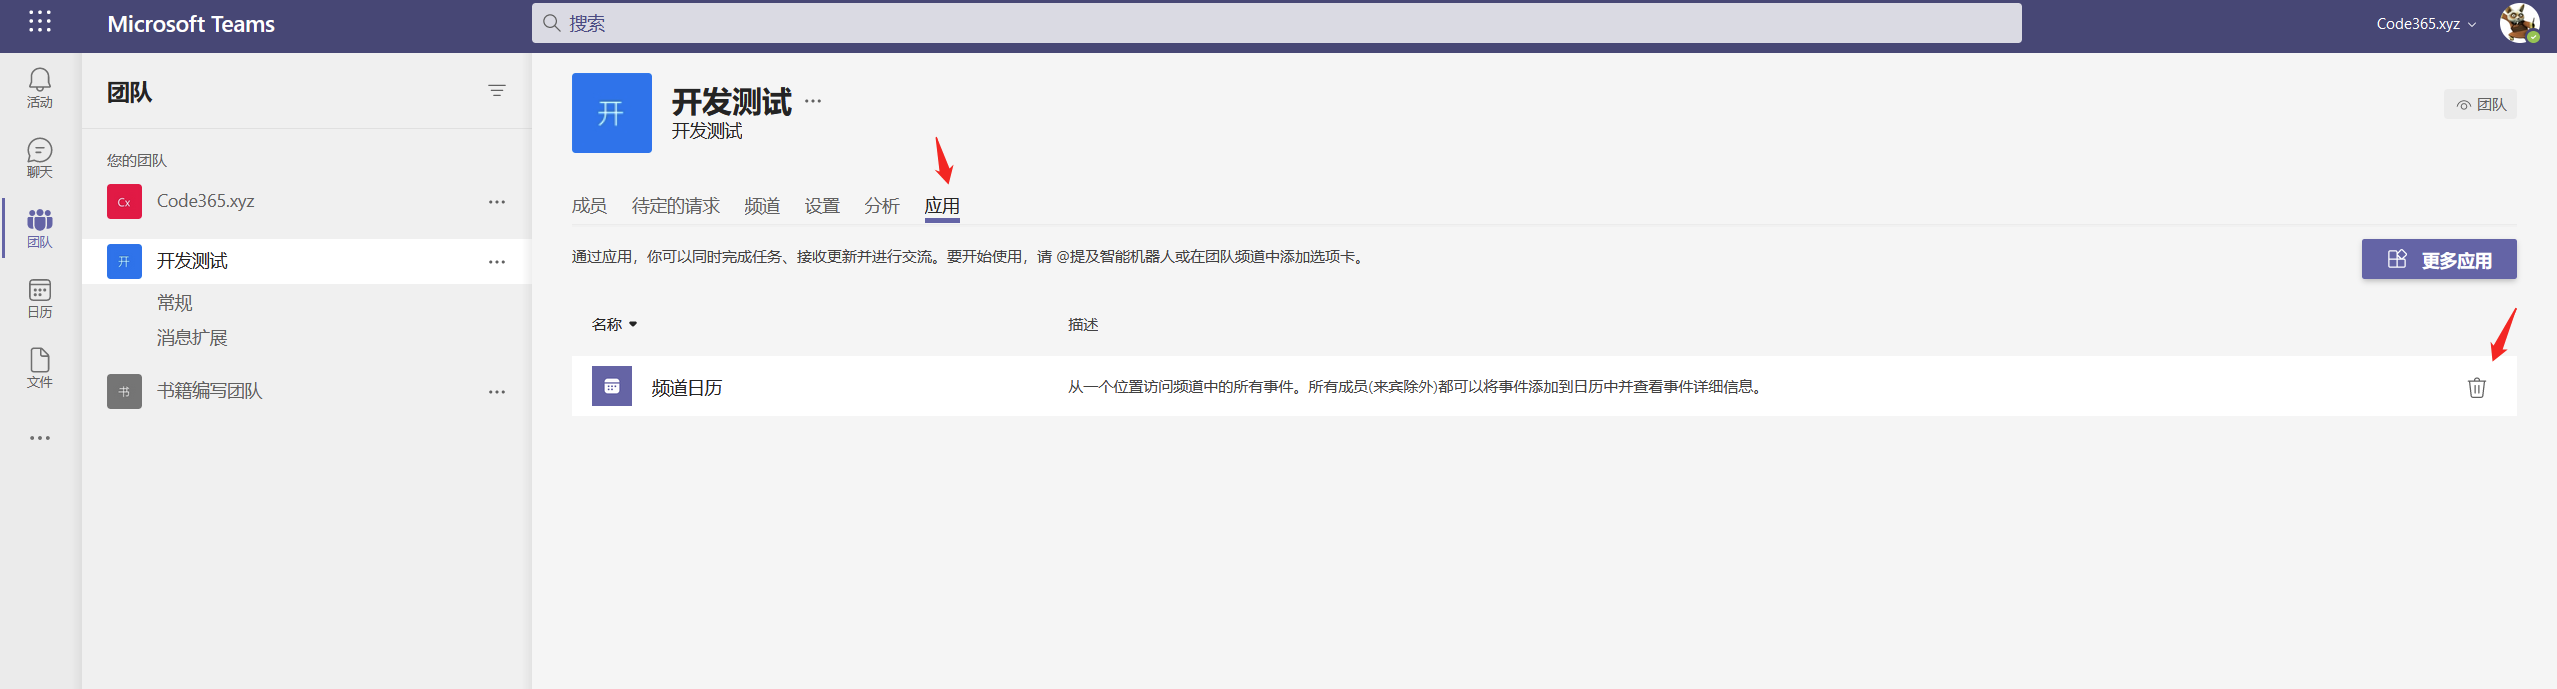 Microsoft Teams
搜索
Code365.xyz
活动
聊天
团队
日历
文件
团队
您的团队
Cx Code365.xyz
开 开发测试
常规
消息扩展
书 书籍编写团队
开
开发测试
开发测试
团队
成员 待定的请求 频道 设置 分析 应用
通过应用，你可以同时完成任务、接收更新并进行交流。要开始使用，请 @提及智能机器人或在团队频道中添加选项卡。
更多应用
名称 描述
频道日历 从一个位置访问频道中的所有事件。所有成员(来宾除外)都可以将事件添加到日历中并查看事件详细信息。